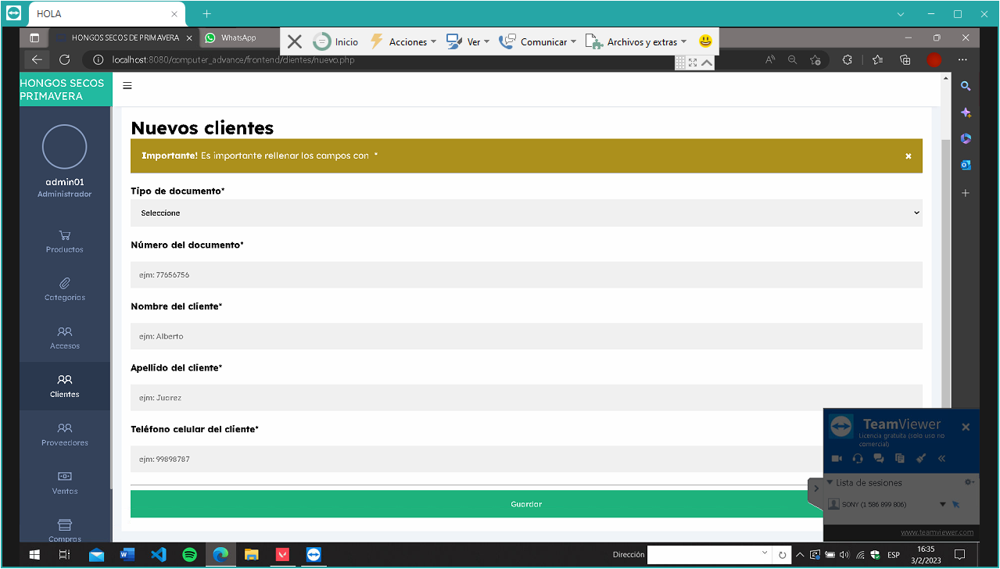 HOLA
HONGOS SECOS DE PRIMAVERA
WhatsApp
Inicio
Acciones
Ver
Comunicar
Archivos y extras
localhost:8080/computer_advance/frontend/clientes/nuevo.php
HONGOS SECOS
PRIMAVERA
admin01
Administrador
Productos
Categorias
Accesos
Clientes
Proveedores
Ventas
Compras
Nuevos clientes
Importante! Es importante rellenar los campos con *
Tipo de documento*
Seleccione
Número del documento*
ejm: 77656756
Nombre del cliente*
ejm: Alberto
Apellido del cliente*
ejm: Juarez
Teléfono celular del cliente*
ejm: 99898787
Guardar
TeamViewer
Licencia gratuita (solo uso no
comercial)
Lista de sesiones
SONY (1 586 899 806)
www.teamviewer.com
Dirección
ESP
16:35
3/2/2023